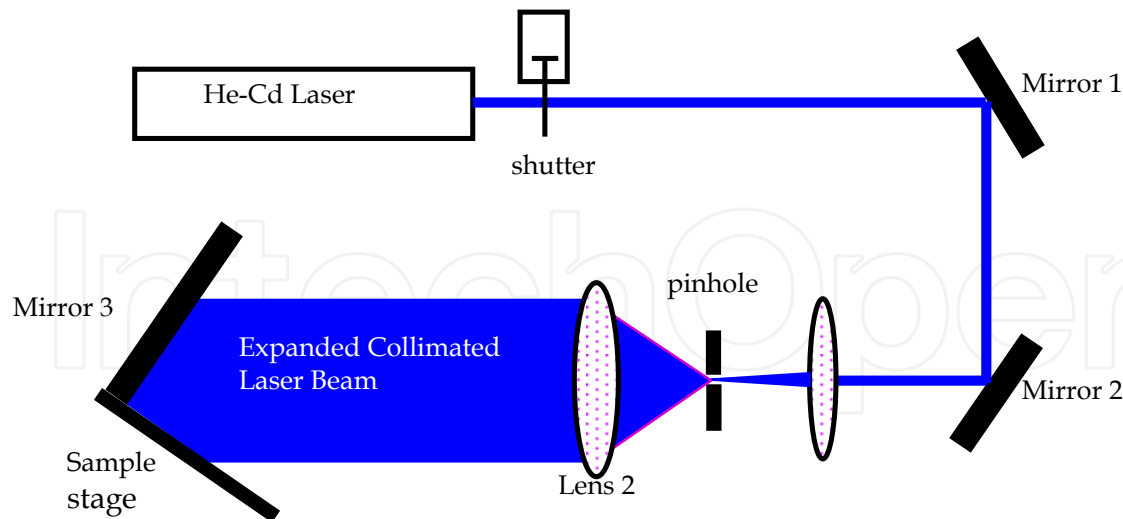 He-Cd Laser
Mirror 1
shutter
IntechOpen
pinhole
Mirror 3
Expanded Collimated
Laser Beam
Mirror 2
Sample
stage
Lens 2